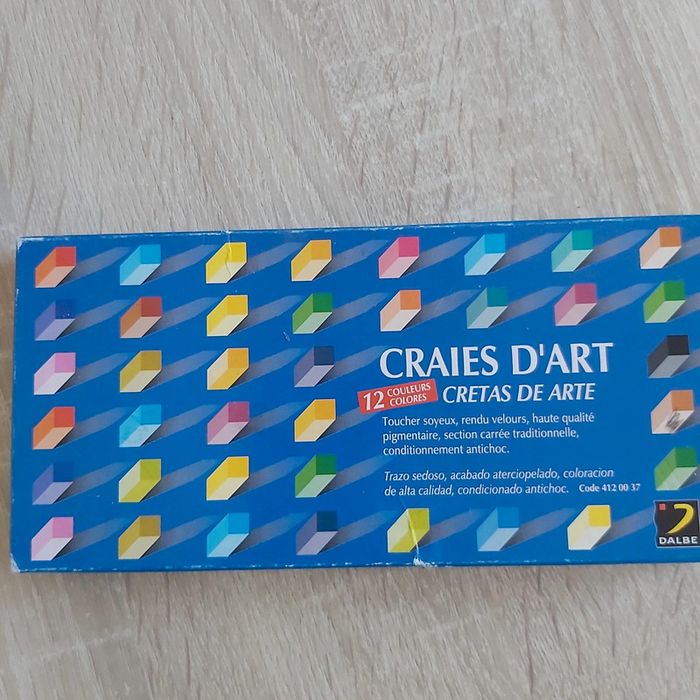 CRAIES D'ART
12 COULEURS
COLORES
CRETAS DE ARTE
Toucher soyeux, rendu velours, haute qualité
pigmentaire, section carrée traditionnelle,
conditionnement antichoc.
Trazo sedoso, acabado aterciopelado, coloracion
de alta calidad, condicionado antichoc. Code 412 00 37
DALBE